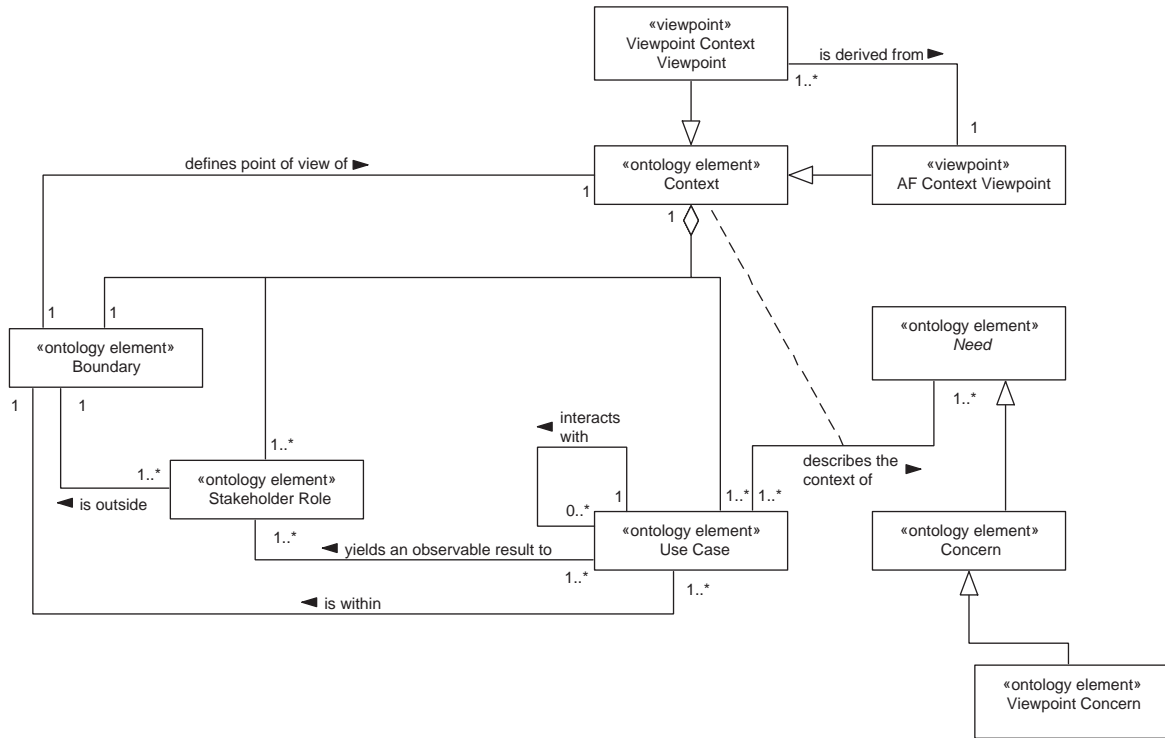 «viewpoint»
Viewpoint Context
Viewpoint
is derived from ►
1..*
1
defines point of view of ►
«ontology element»
Context
«viewpoint»
AF Context Viewpoint
1
1
1
1
«ontology element»
Boundary
«ontology element»
Need
1
1
1..*
◄ interacts
with
1..*
1..*
describes the ►
context of
«ontology element»
Stakeholder Role
◄ is outside
1
0..*
1..*
1..*
1..*
◄ yields an observable result to
1..*
«ontology element»
Use Case
«ontology element»
Concern
1..*
◄ is within
«ontology element»
Viewpoint Concern